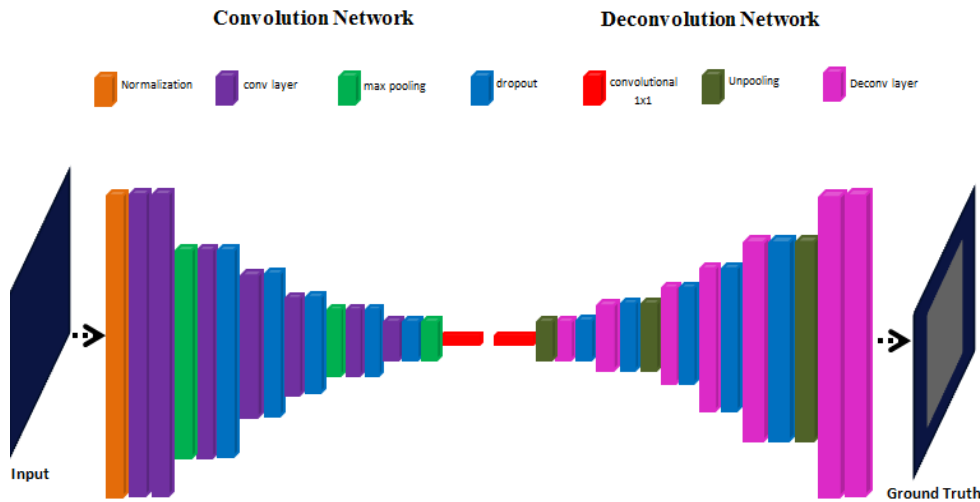 Convolution Network
Deconvolution Network
Normalization
conv layer
max pooling
dropout
convolutional
1x1
Unpooling
Deconv layer
Input
Ground Truth